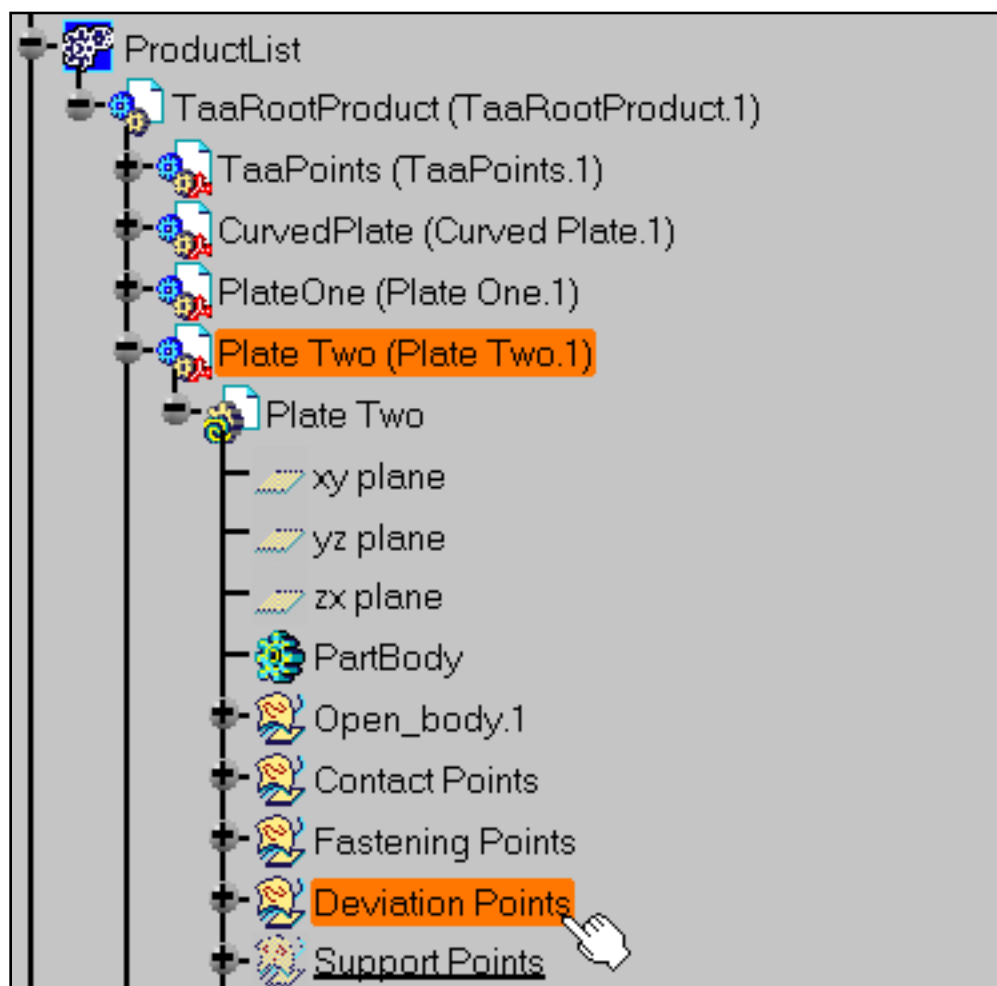 ProductList
TaaRootProduct (TaaRootProduct.1)
TaaPoints (TaaPoints.1)
CurvedPlate (Curved Plate.1)
PlateOne (Plate One.1)
Plate Two (Plate Two.1)
Plate Two
xy plane
yz plane
zx plane
PartBody
Open_body.1
Contact Points
Fastening Points
Deviation Points
Support Points